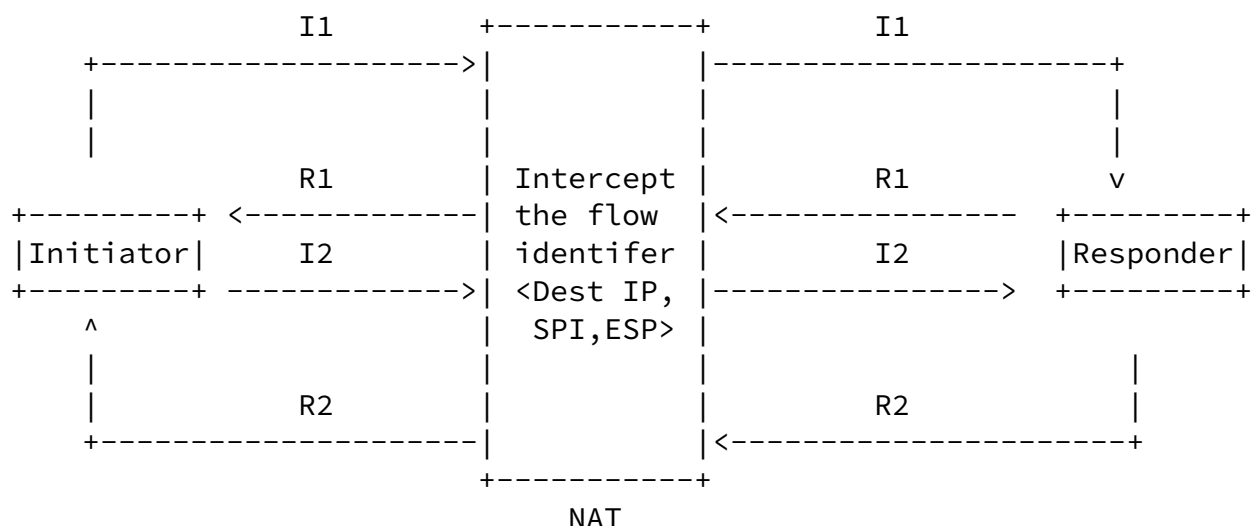 I1 I1
R1 Intercept R1
the flow
Initiator I2 identifer I2 Responder
<Dest IP,
SPI,ESP>
R2 R2
NAT